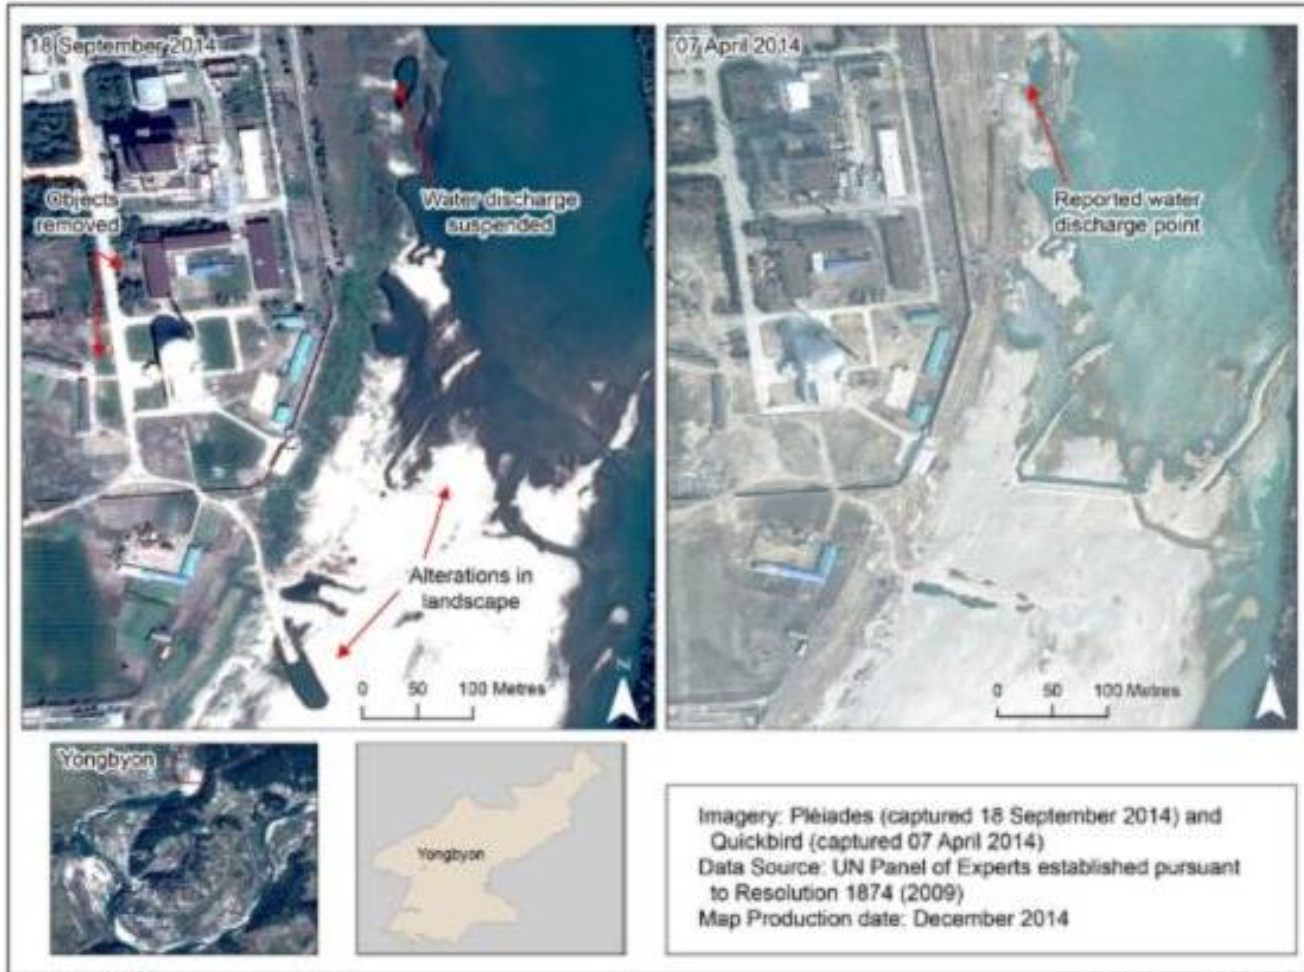 18 September 2014
Objects
removed
Water discharge
suspended
Alterations in
landscape
N
0 50 100 Metres
07 April 2014
Reported water
discharge point
N
0 50 100 Metres
Yongbyon
Yongbyon
Imagery: Plèiades (captured 18 September 2014) and
Quickbird (captured 07 April 2014)
Data Source: UN Panel of Experts established pursuant
to Resolution 1874 (2009)
Map Production date: December 2014